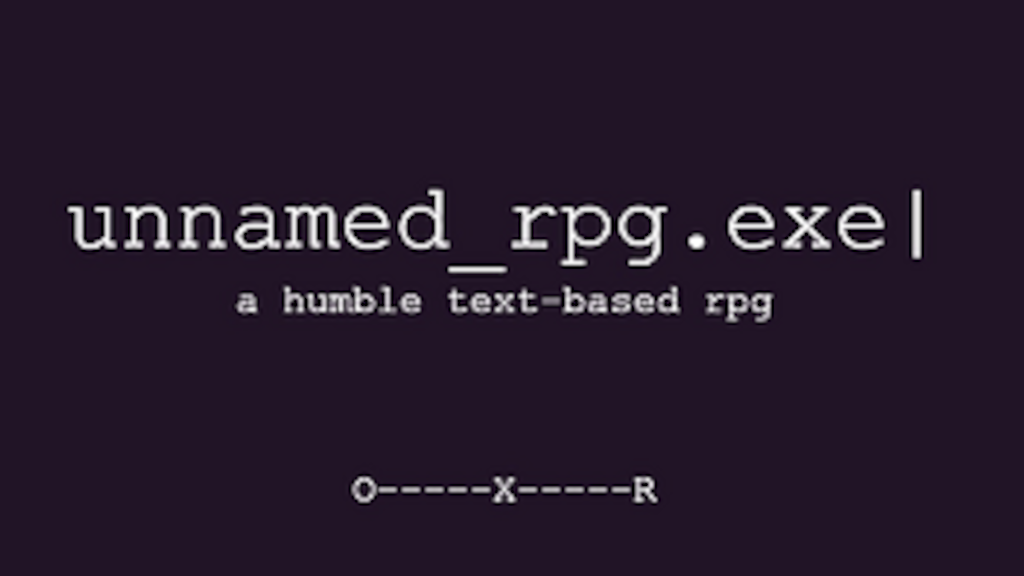 unnamed_rpg.exe|
a humble text-based rpg
O-----X-----R